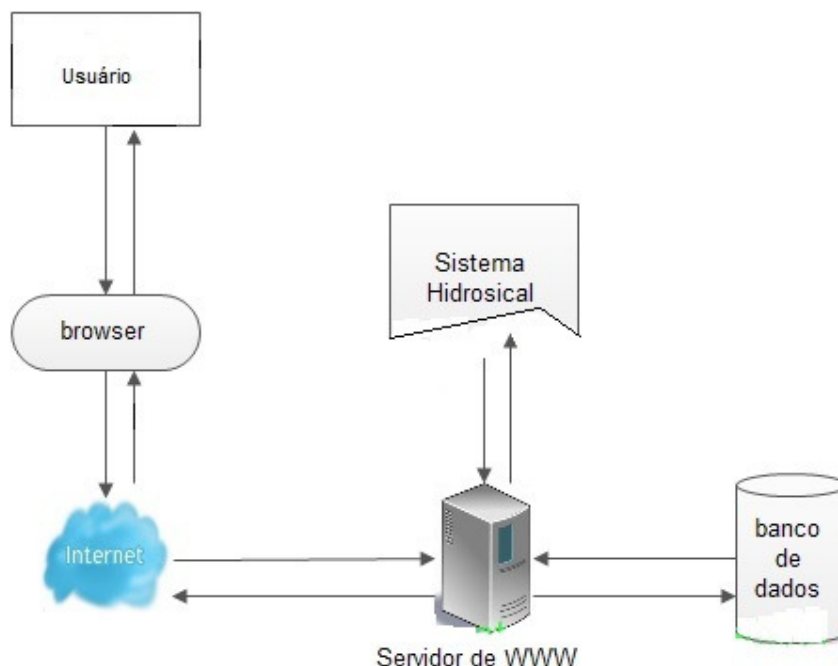 Usuário
Sistema
Hidrosical
browser
Internet
banco
de
dados
Servidor de WWW